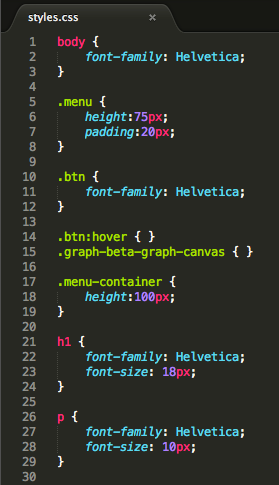 styles.css ×
1 body {
2     font-family: Helvetica;
3 }
4
5 .menu {
6     height:75px;
7     padding:20px;
8 }
9
10 .btn {
11     font-family: Helvetica;
12 }
13
14 .btn:hover { }
15 .graph-beta-graph-canvas { }
16
17 .menu-container {
18     height:100px;
19 }
20
21 h1 {
22     font-family: Helvetica;
23     font-size: 18px;
24 }
25
26 p {
27     font-family: Helvetica;
28     font-size: 10px;
29 }
30